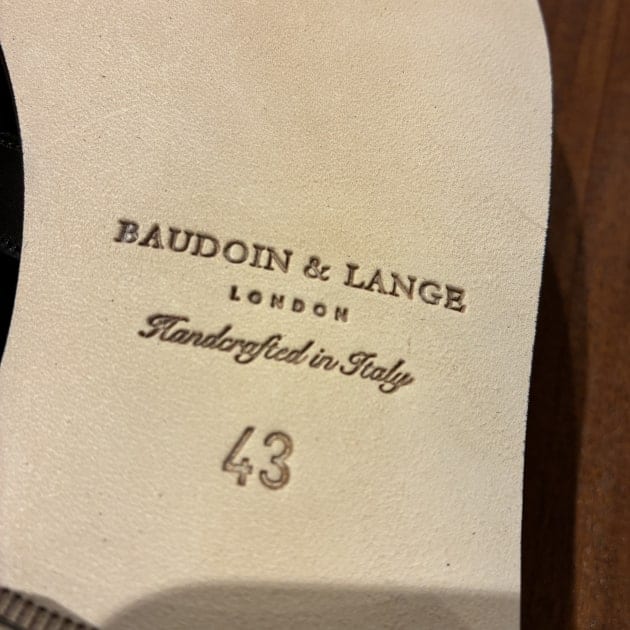 BAUDOIN & LANGE
LONDON
Handcrafted in Italy
43